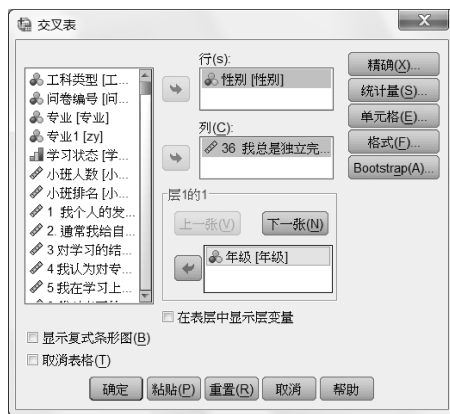 交叉表
工科类型 [工...
问卷编号 [问...
专业 [专业]
专业1 [zy]
学习状态 [学...
小班人数 [小...
小班排名 [小...
1 我个人的发...
2. 通常我给自...
3 对学习的结...
4 我认为对专...
5 我在学习上...
行(s):
性别 [性别]
列(C):
36 我总是独立完...
层1的1
上一张(V)
下一张(N)
年级 [年级]
在表层中显示层变量
精确(X)...
统计量(S)...
单元格(E)...
格式(F)...
Bootstrap(A)...
显示复式条形图(B)
取消表格(T)
确定
粘贴(P)
重置(R)
取消
帮助